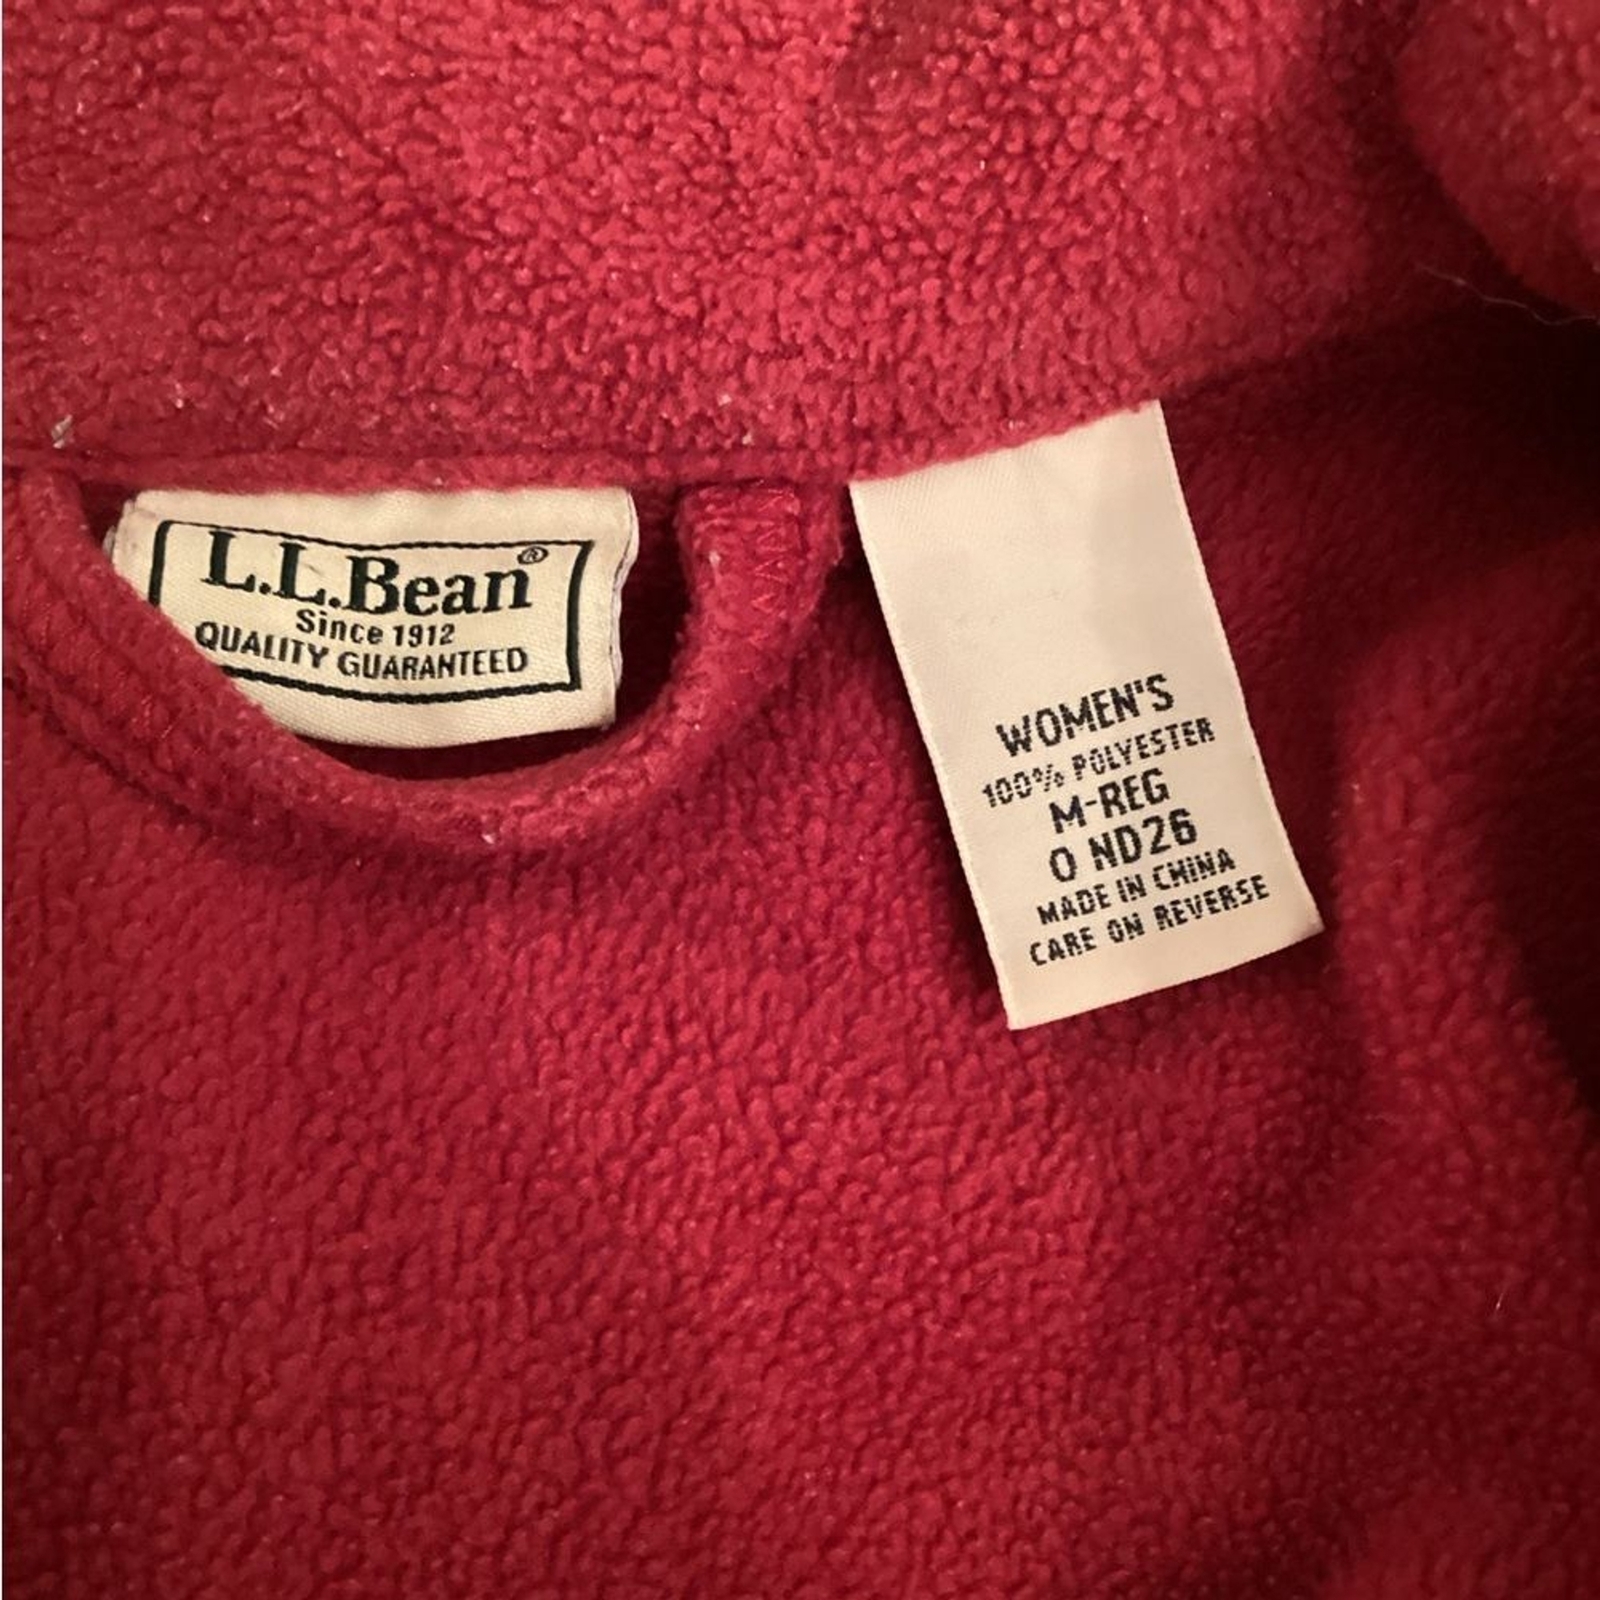 L.L.Bean®
Since 1912
QUALITY GUARANTEED
WOMEN'S
100% POLYESTER
M-REG
0 ND26
MADE IN CHINA
CARE ON REVERSE